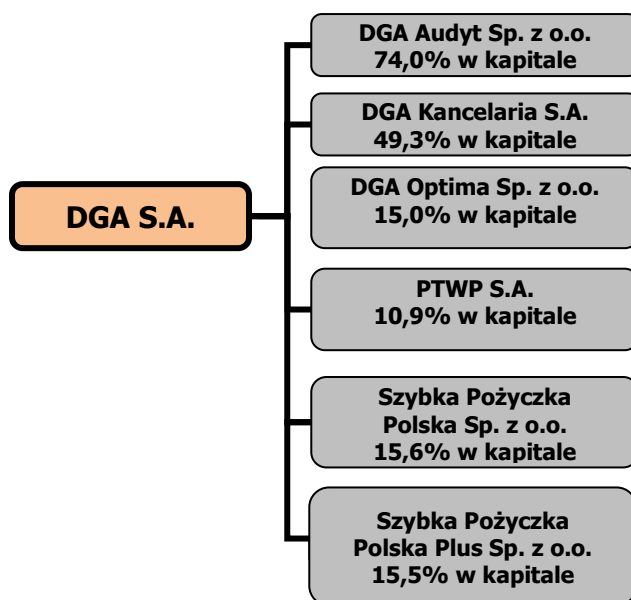 DGA S.A.
DGA Audyt Sp. z o.o.
74,0% w kapitale
DGA Kancelaria S.A.
49,3% w kapitale
DGA Optima Sp. z o.o.
15,0% w kapitale
PTWP S.A.
10,9% w kapitale
Szybka Pożyczka
Polska Sp. z o.o.
15,6% w kapitale
Szybka Pożyczka
Polska Plus Sp. z o.o.
15,5% w kapitale